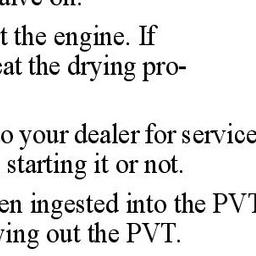 t the engine. If
eat the drying pro-
o your dealer for service
starting it or not.
en ingested into the PVT
ying out the PVT.